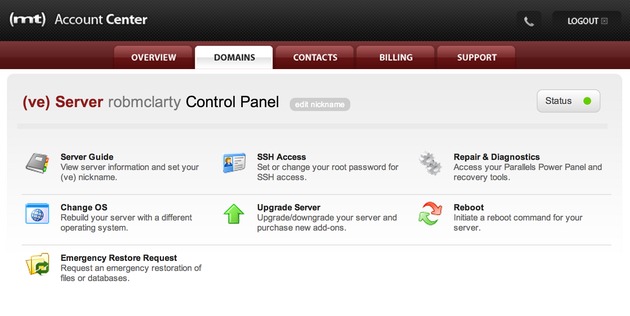 (mt) Account Center
LOGOUT
OVERVIEW DOMAINS CONTACTS BILLING SUPPORT
(ve) Server robmclarty Control Panel edit nickname Status
Server Guide
View server information and set your
(ve) nickname.
SSH Access
Set or change your root password for
SSH access.
Repair & Diagnostics
Access your Parallels Power Panel and
recovery tools.
Change OS
Rebuild your server with a different
operating system.
Upgrade Server
Upgrade/downgrade your server and
purchase new add-ons.
Reboot
Initiate a reboot command for your
server.
Emergency Restore Request
Request an emergency restoration of
files or databases.